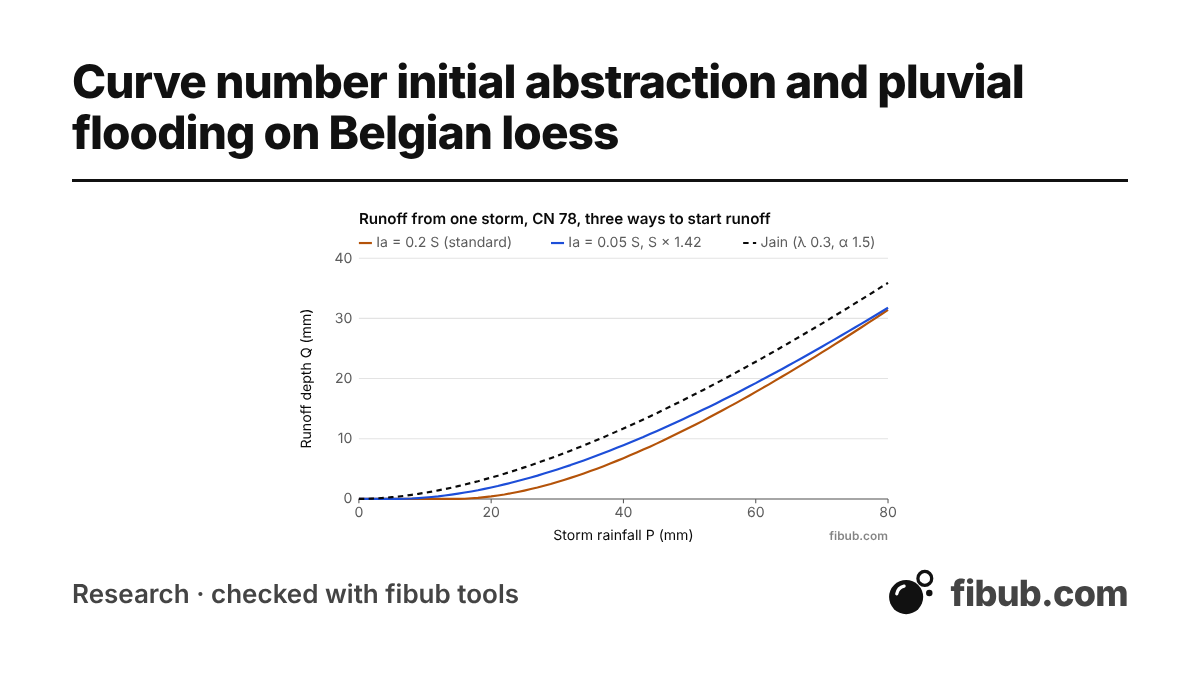 Curve number initial abstraction and pluvial
flooding on Belgian loess
Runoff from one storm, CN 78, three ways to start runoff
Ia = 0.2 S (standard)
Ia = 0.05 S, S × 1.42
Jain (λ 0.3, α 1.5)
Runoff depth Q (mm)
40
30
20
10
0
0 20 40 60 80
Storm rainfall P (mm)
fibub.com
Research · checked with fibub tools
fibub.com